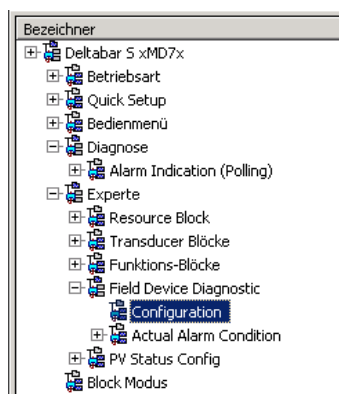 Bezeichner
Deltabar S xMD7x
Betriebsart
Quick Setup
Bedienmenü
Diagnose
Alarm Indication (Polling)
Experte
Resource Block
Transducer Blöcke
Funktions-Blöcke
Field Device Diagnostic
Configuration
Actual Alarm Condition
PV Status Config
Block Modus